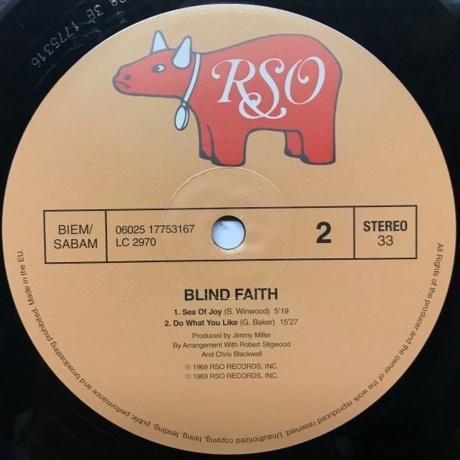 09 3E 1775316
RSO
BIEM/
SABAM
06025 17753167
LC 2970
2
STEREO
33
BLIND FAITH
1. Sea Of Joy (S. Winwood) 5'19
2. Do What You Like (G. Baker) 15'27
Produced by Jimmy Miller
By Arrangement With Robert Stigwood
And Chris Blackwell
℗ 1969 RSO RECORDS, INC.
© 1969 RSO RECORDS, INC.
All Rights of the producer and the owner of the work reproduced reserved. Unauthorized copying, hiring, lending, public performance and broadcasting prohibited. Made in the EU.